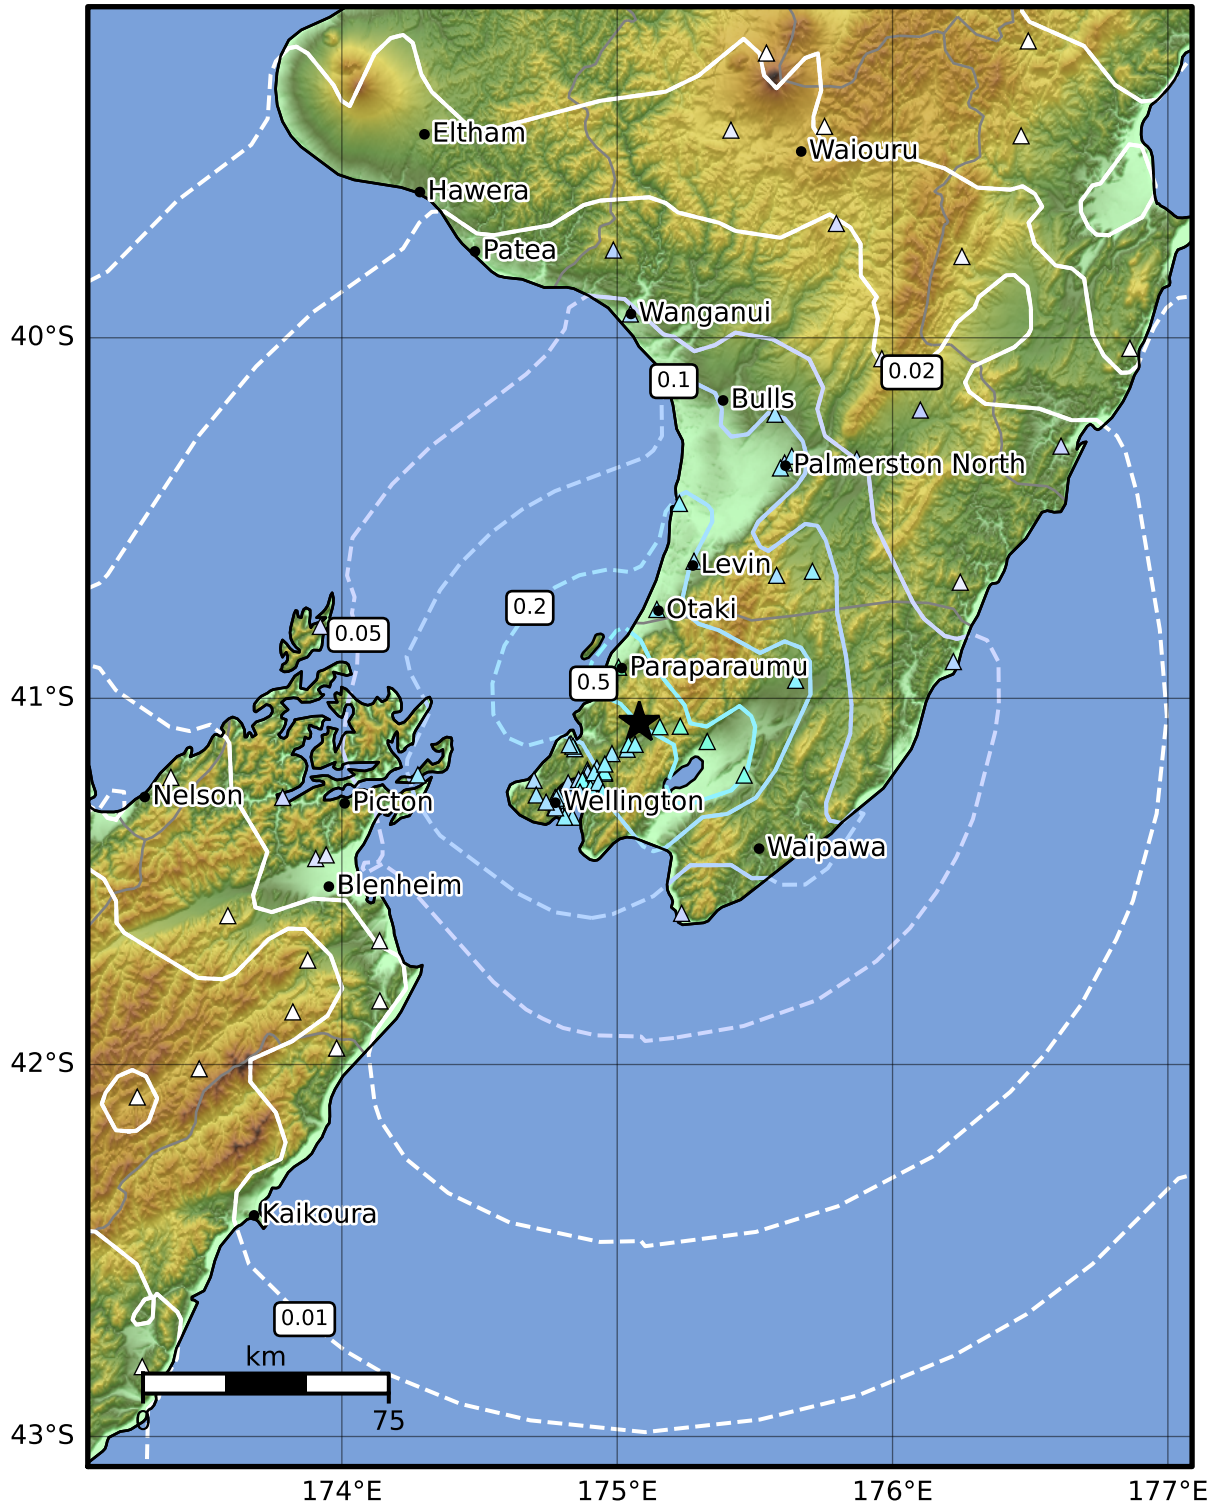 Eltham
Waiouru
Hawera
Patea
Wanganui
40°S
0.1
0.02
Bulls
Palmerston North
Levin
0.2
Otaki
0.05
Paraparaumu
0.5
41°S
Nelson
Picton
Wellington
Waipawa
Blenheim
42°S
Kaikoura
0.01
km
0
75
43°S
174°E
175°E
176°E
177°E